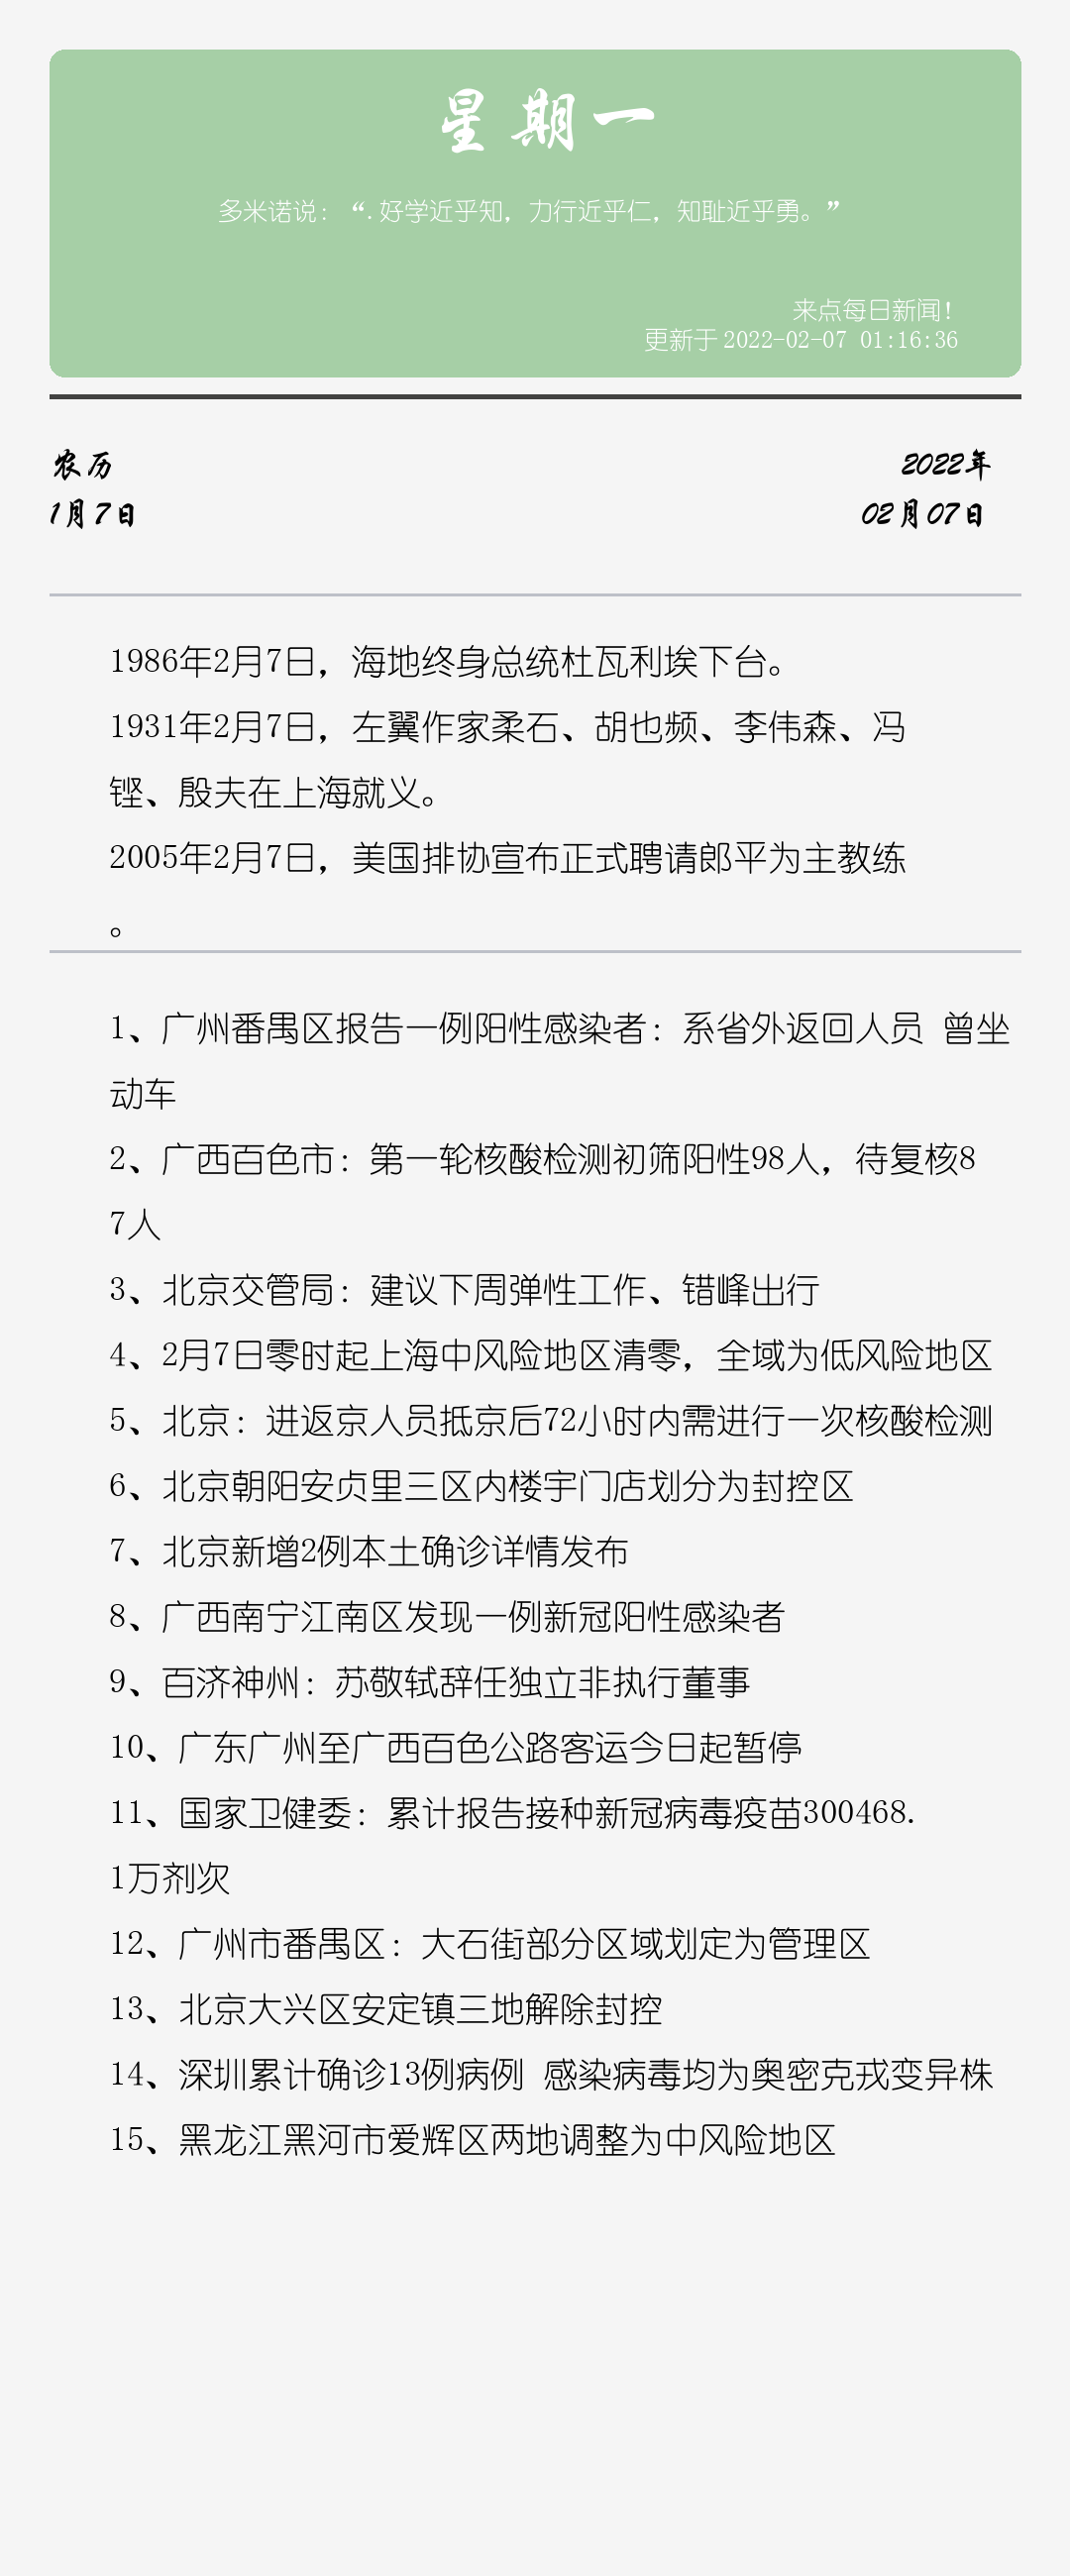 星期一
多米诺说：“.好学近乎知，力行近乎仁，知耻近乎勇。”
来点每日新闻！
更新于 2022-02-07 01:16:36
农历
2022年
1月7日
02月07日
1986年2月7日，海地终身总统杜瓦利埃下台。
1931年2月7日，左翼作家柔石、胡也频、李伟森、冯
铿、殷夫在上海就义。
2005年2月7日，美国排协宣布正式聘请郎平为主教练
。
1、广州番禺区报告一例阳性感染者：系省外返回人员 曾坐
动车
2、广西百色市：第一轮核酸检测初筛阳性98人，待复核8
7人
3、北京交管局：建议下周弹性工作、错峰出行
4、2月7日零时起上海中风险地区清零，全域为低风险地区
5、北京：进返京人员抵京后72小时内需进行一次核酸检测
6、北京朝阳安贞里三区内楼宇门店划分为封控区
7、北京新增2例本土确诊详情发布
8、广西南宁江南区发现一例新冠阳性感染者
9、百济神州：苏敬轼辞任独立非执行董事
10、广东广州至广西百色公路客运今日起暂停
11、国家卫健委：累计报告接种新冠病毒疫苗300468.
1万剂次
12、广州市番禺区：大石街部分区域划定为管理区
13、北京大兴区安定镇三地解除封控
14、深圳累计确诊13例病例 感染病毒均为奥密克戎变异株
15、黑龙江黑河市爱辉区两地调整为中风险地区